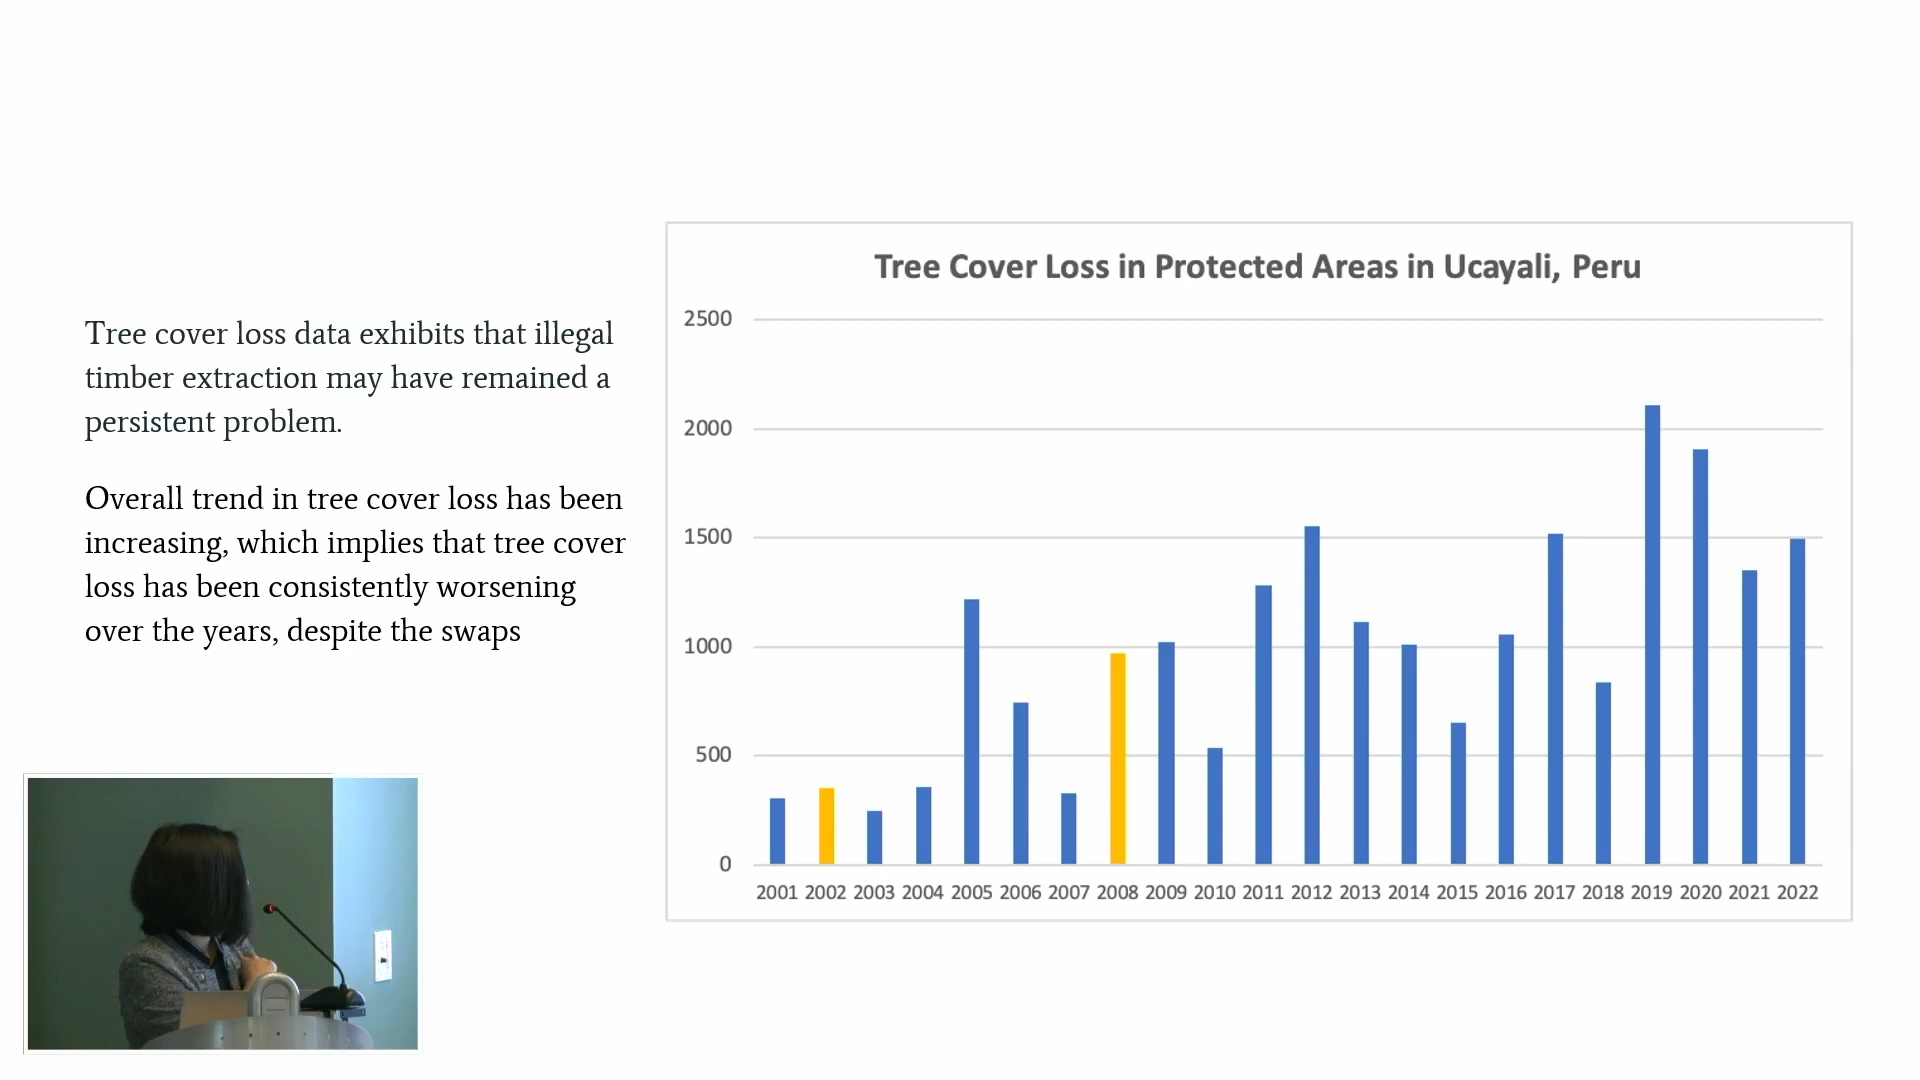 Tree cover loss data exhibits that illegal
timber extraction may have remained a
persistent problem.
Overall trend in tree cover loss has been
increasing, which implies that tree cover
loss has been consistently worsening
over the years, despite the swaps
Tree Cover Loss in Protected Areas in Ucayali, Peru
2500
2000
1500
1000
500
0
2001 2002 2003 2004 2005 2006 2007 2008 2009 2010 2011 2012 2013 2014 2015 2016 2017 2018 2019 2020 2021 2022